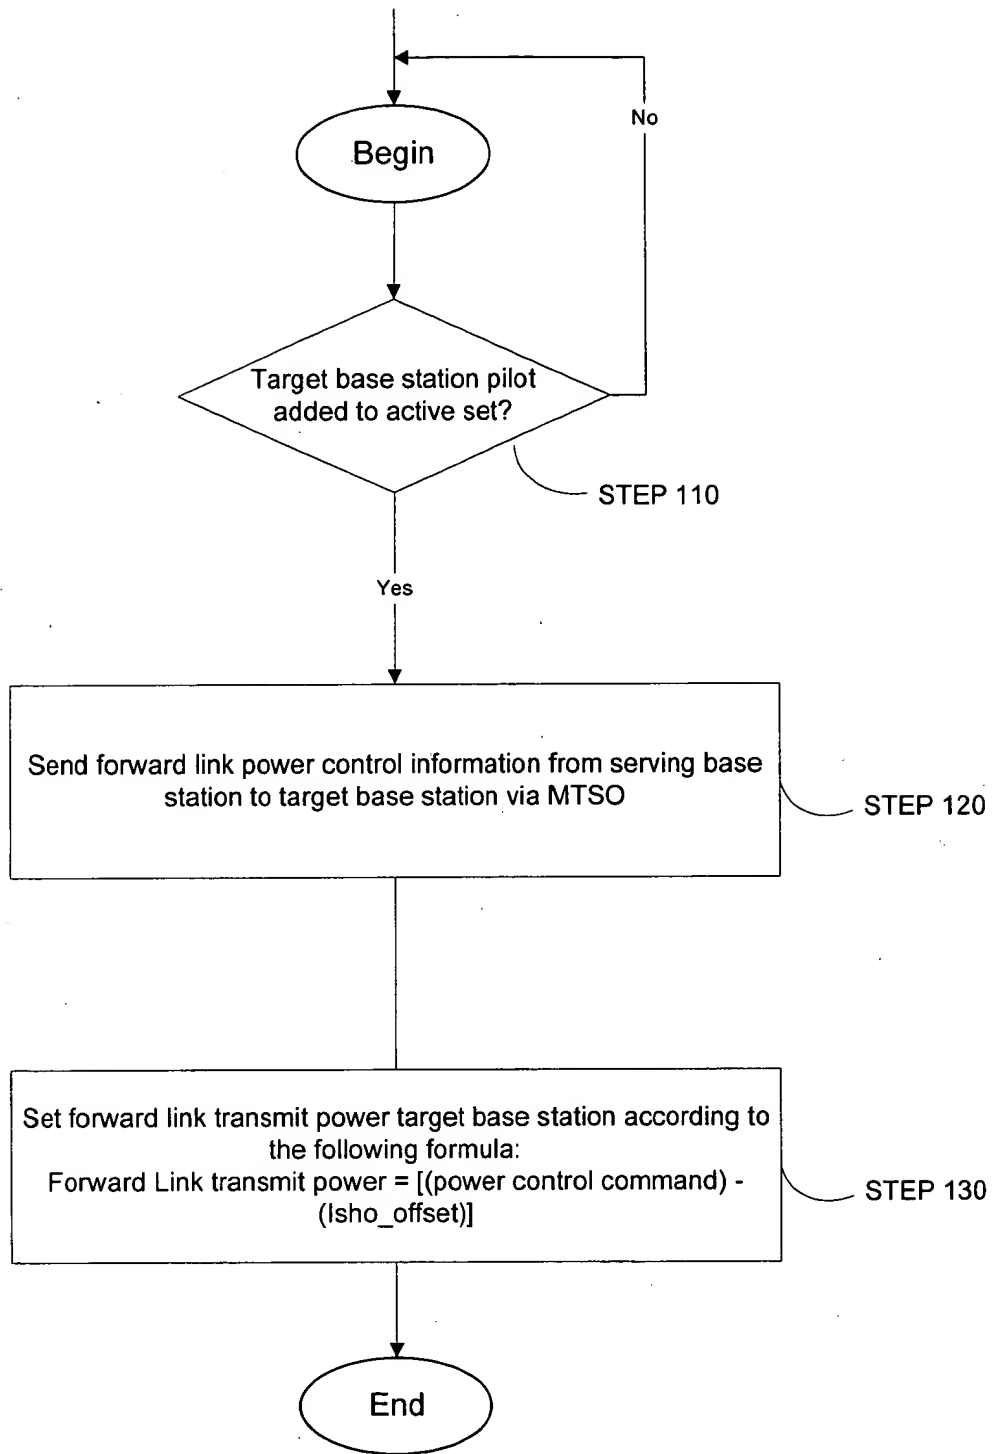 No
Begin
Target base station pilot
added to active set?
STEP 110
Yes
Send forward link power control information from serving base
station to target base station via MTSO
STEP 120
Set forward link transmit power target base station according to
the following formula:
Forward Link transmit power = [(power control command) -
(Isho_offset)]
STEP 130
End